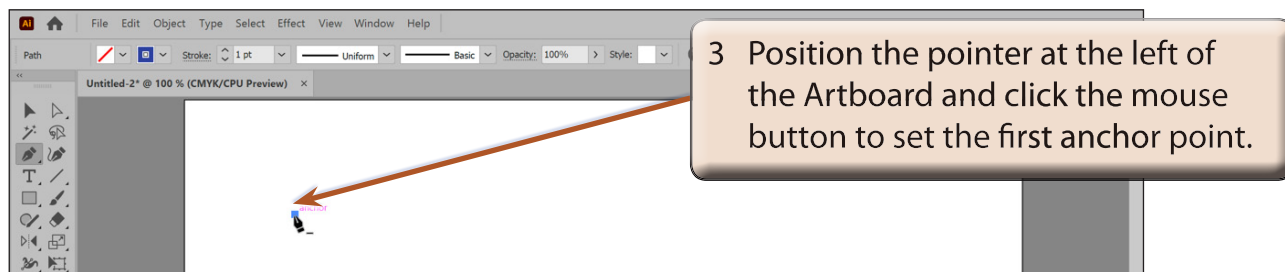 Ai File Edit Object Type Select Effect View Window Help
Path Stroke: 1 pt Uniform Basic Opacity: 100% Style:
Untitled-2* @ 100 % (CMYK/CPU Preview) ×
3 Position the pointer at the left of
the Artboard and click the mouse
button to set the first anchor point.
anchor